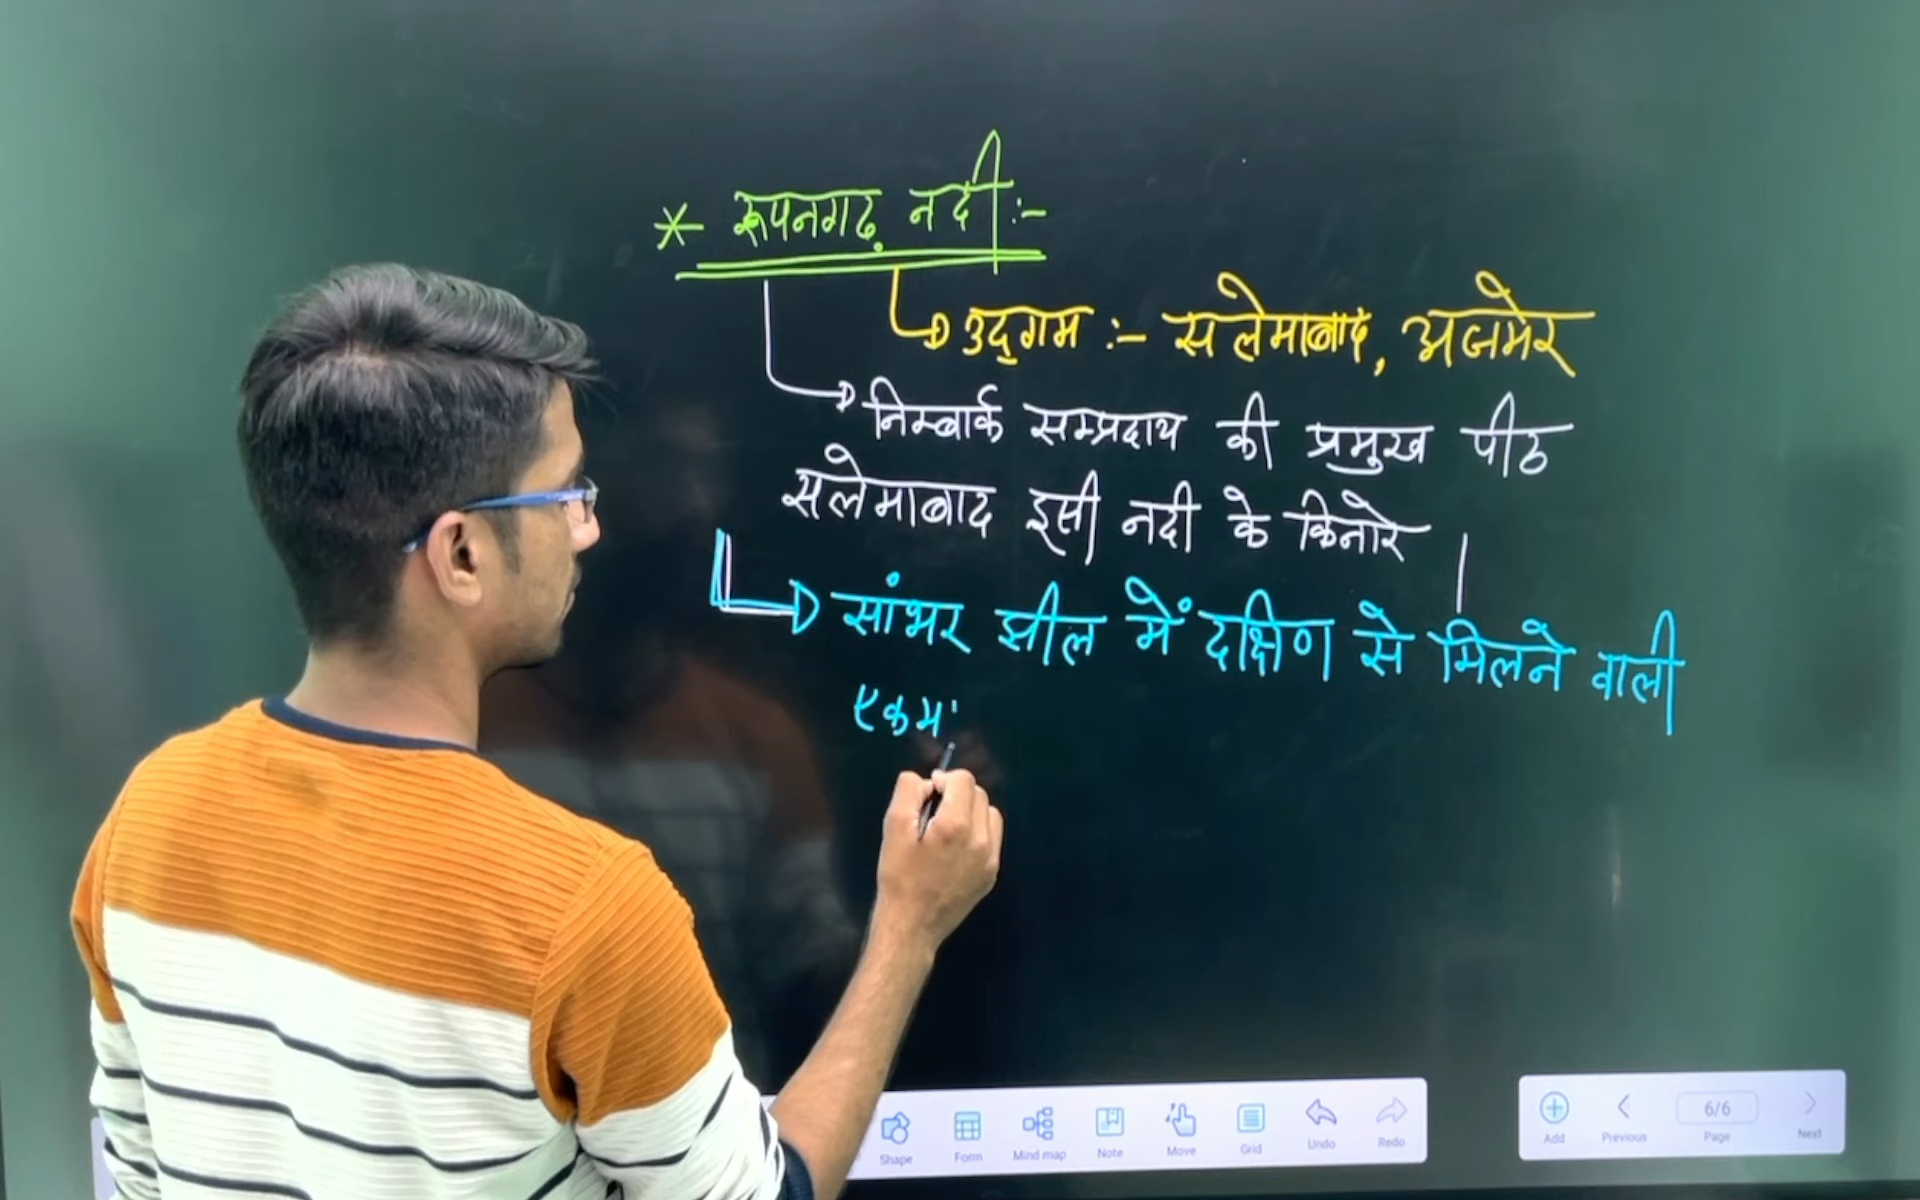 * रूपनगढ़ नदी :-
उद्गम :- सलेमाबाद, अजमेर
निम्बार्क सम्प्रदाय की प्रमुख पीठ
सलेमाबाद इसी नदी के किनारे |
सांभर झील में दक्षिण से मिलने वाली
एकम
Shape Form Mind map Note Move Grid Undo Redo
Add Previous 6/6 Page Next